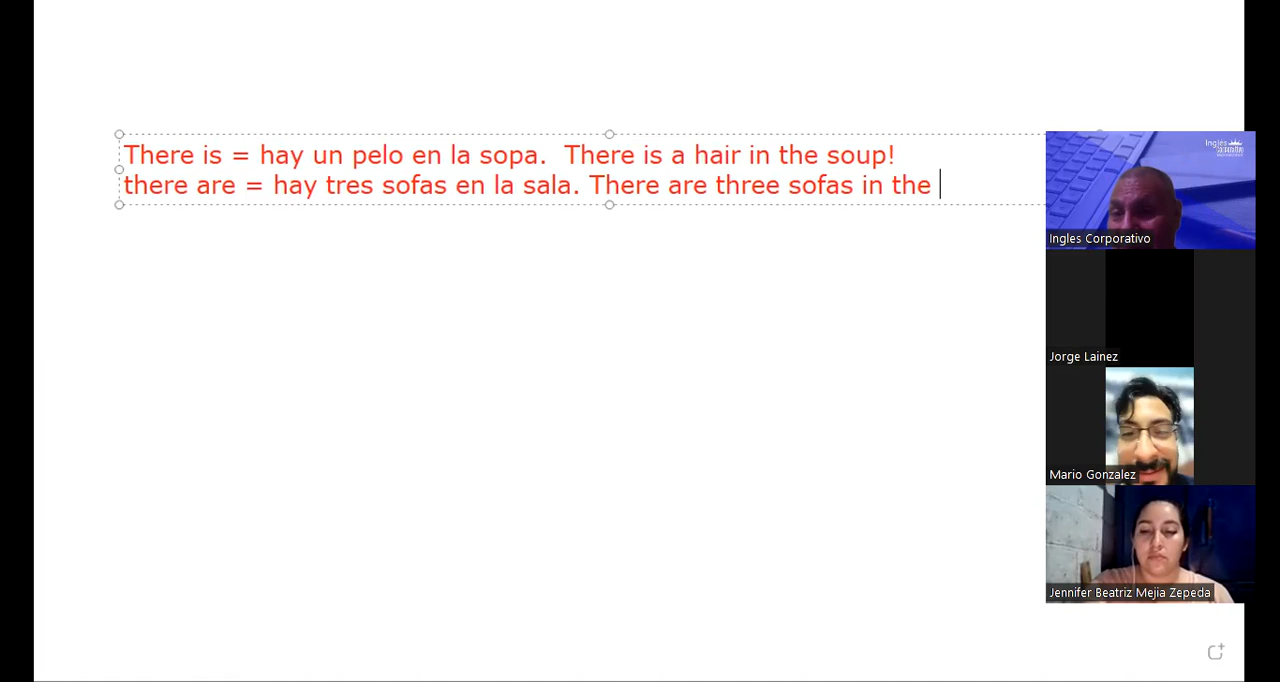 There is = hay un pelo en la sopa.  There is a hair in the soup!
there are = hay tres sofas en la sala. There are three sofas in the
Ingles
Corporativo
Ingles Corporativo
Jorge Lainez
Mario Gonzalez
Jennifer Beatriz Mejia Zepeda